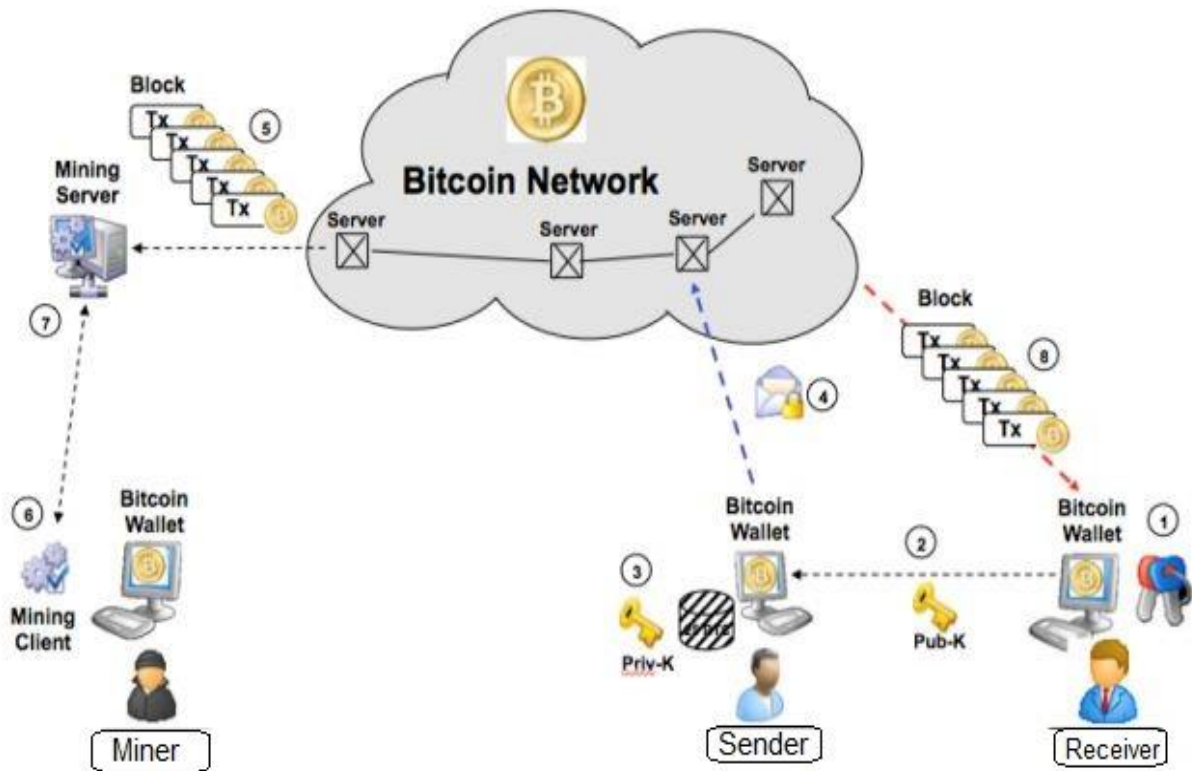 Block
Tx
Tx
Tx
Tx
Tx
5
Mining
Server
Bitcoin Network
Server
Server
Server
Server
7
Block
Tx
Tx
Tx
Tx
Tx
8
4
6
Bitcoin
Wallet
Mining
Client
Bitcoin
Wallet
3
Priv-K
2
Pub-K
Bitcoin
Wallet
1
Miner
Sender
Receiver